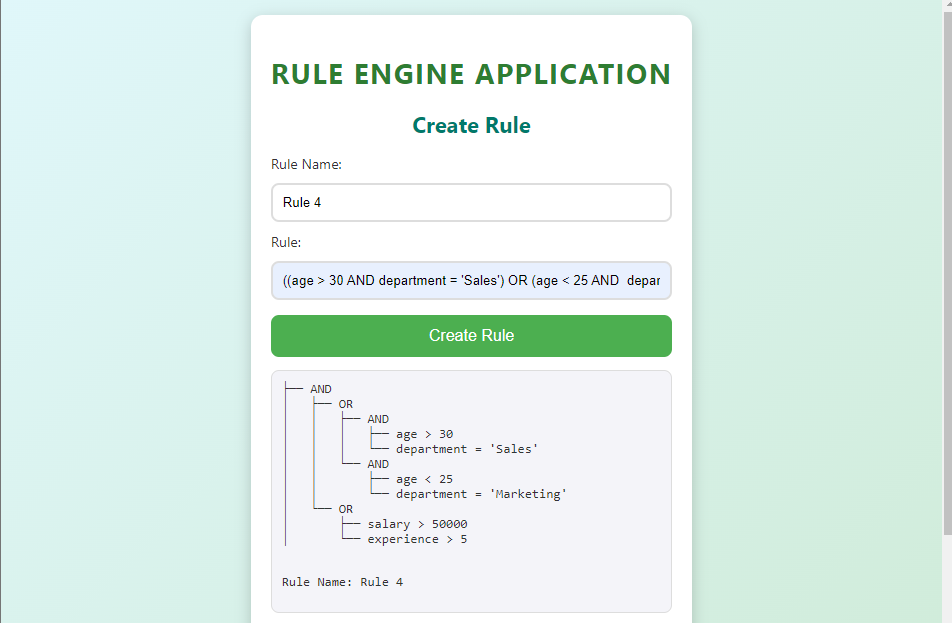 RULE ENGINE APPLICATION
Create Rule
Rule Name:
Rule 4
Rule:
((age > 30 AND department = 'Sales') OR (age < 25 AND  depar
Create Rule
├── AND
│   ├── OR
│   │   ├── AND
│   │   │   ├── age > 30
│   │   │   └── department = 'Sales'
│   │   └── AND
│   │       ├── age < 25
│   │       └── department = 'Marketing'
│   └── OR
│       ├── salary > 50000
│       └── experience > 5
Rule Name: Rule 4